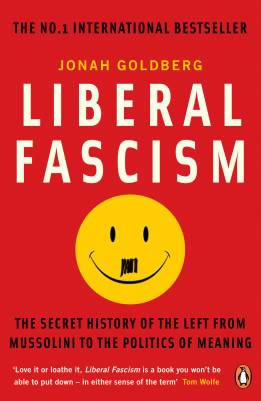 THE NO.1 INTERNATIONAL BESTSELLER
JONAH GOLDBERG
LIBERAL
FASCISM
THE SECRET HISTORY OF THE LEFT FROM
MUSSOLINI TO THE POLITICS OF MEANING
‘Love it or loathe it, Liberal Fascism is a book you won’t be
able to put down – in either sense of the term’ Tom Wolfe